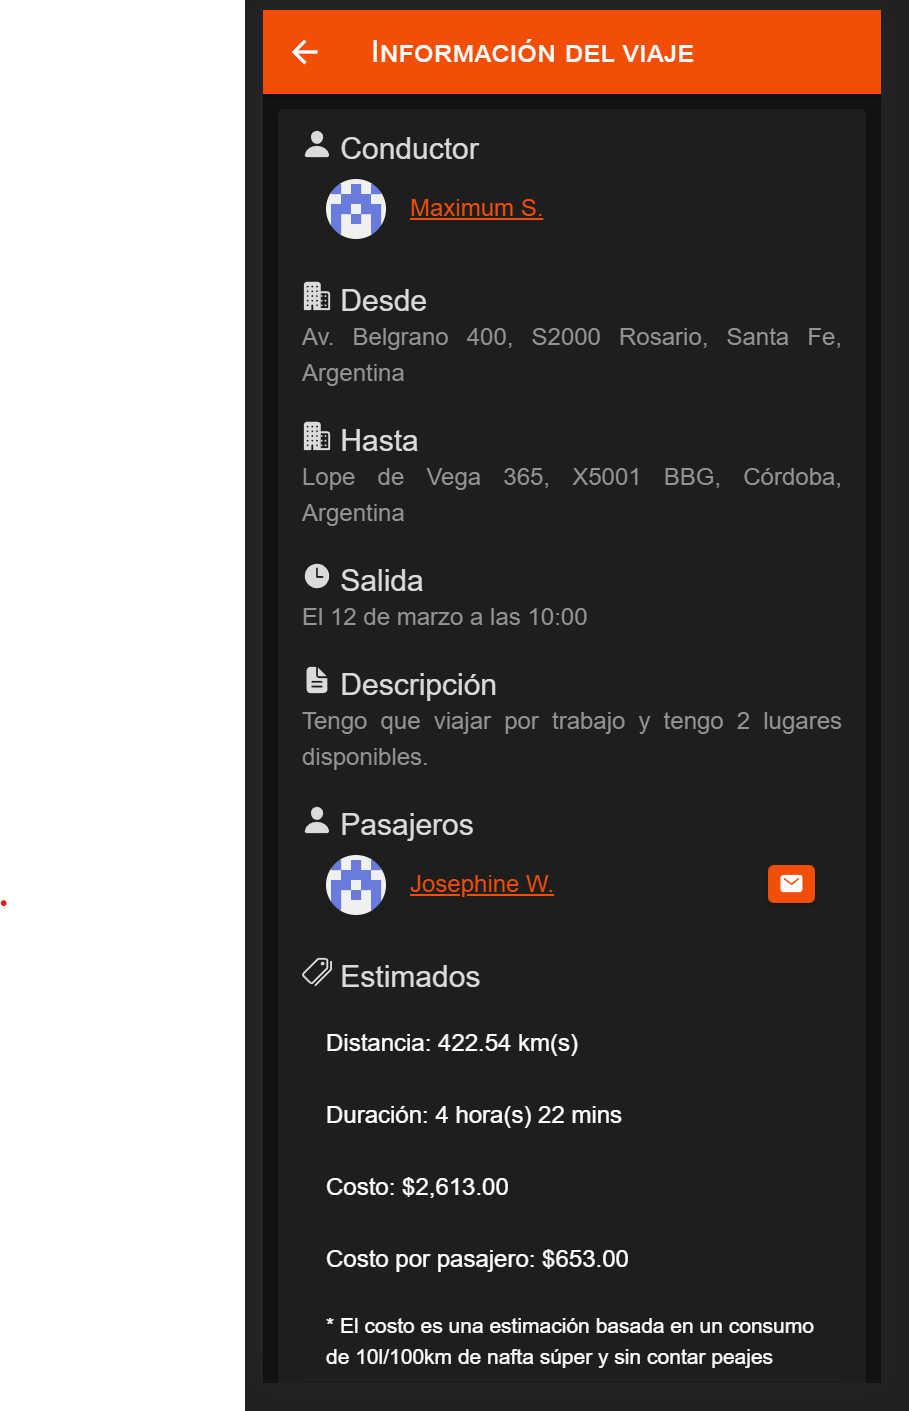 INFORMACIÓN DEL VIAJE
Conductor
Maximum S.
Desde
Av. Belgrano 400, S2000 Rosario, Santa Fe,
Argentina
Hasta
Lope de Vega 365, X5001 BBG, Córdoba,
Argentina
Salida
El 12 de marzo a las 10:00
Descripción
Tengo que viajar por trabajo y tengo 2 lugares
disponibles.
Pasajeros
Josephine W.
Estimados
Distancia: 422.54 km(s)
Duración: 4 hora(s) 22 mins
Costo: $2,613.00
Costo por pasajero: $653.00
* El costo es una estimación basada en un consumo
de 10l/100km de nafta súper y sin contar peajes